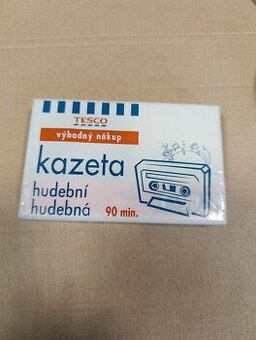 TESCO
výhodný nákup
kazeta
hudební
hudebná 90 min.